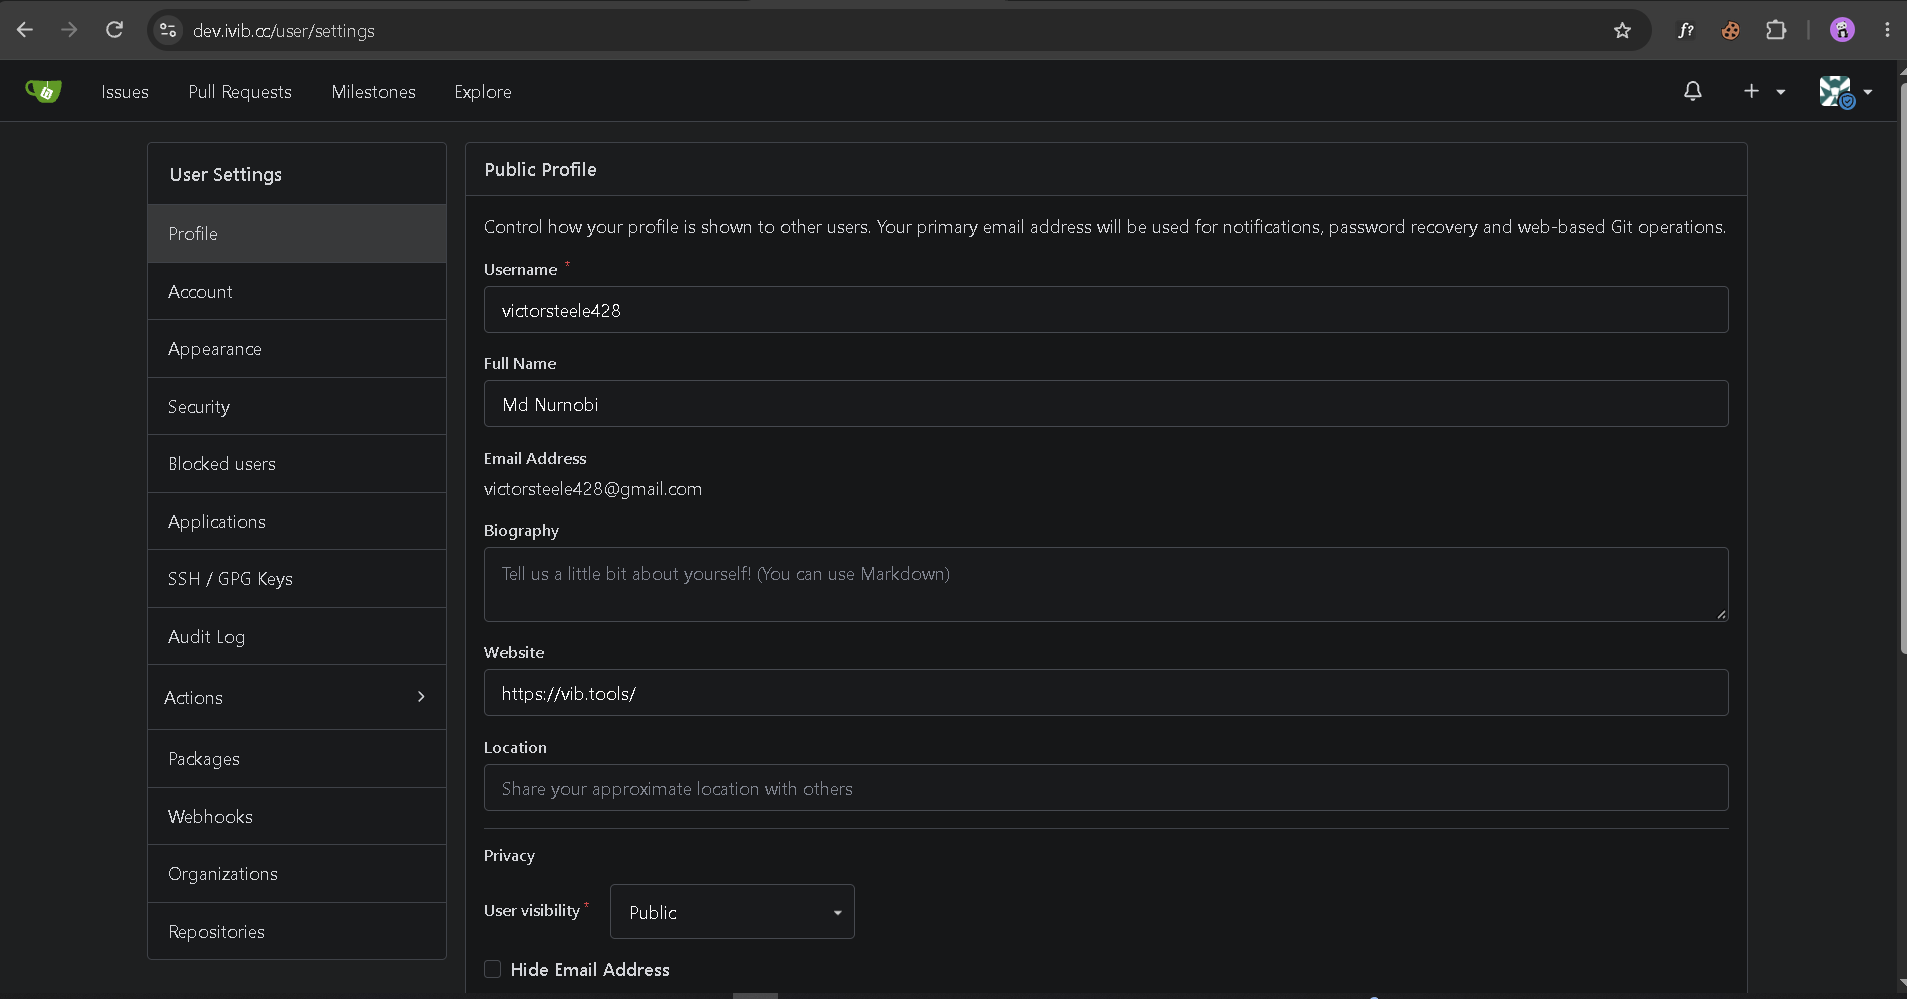 dev.ivib.cc/user/settings
f?
Issues
Pull Requests
Milestones
Explore
User Settings
Profile
Account
Appearance
Security
Blocked users
Applications
SSH / GPG Keys
Audit Log
Actions
Packages
Webhooks
Organizations
Repositories
Public Profile
Control how your profile is shown to other users. Your primary email address will be used for notifications, password recovery and web-based Git operations.
Username *
victorsteele428
Full Name
Md Nurnobi
Email Address
victorsteele428@gmail.com
Biography
Tell us a little bit about yourself! (You can use Markdown)
Website
https://vib.tools/
Location
Share your approximate location with others
Privacy
User visibility *
Public
Hide Email Address